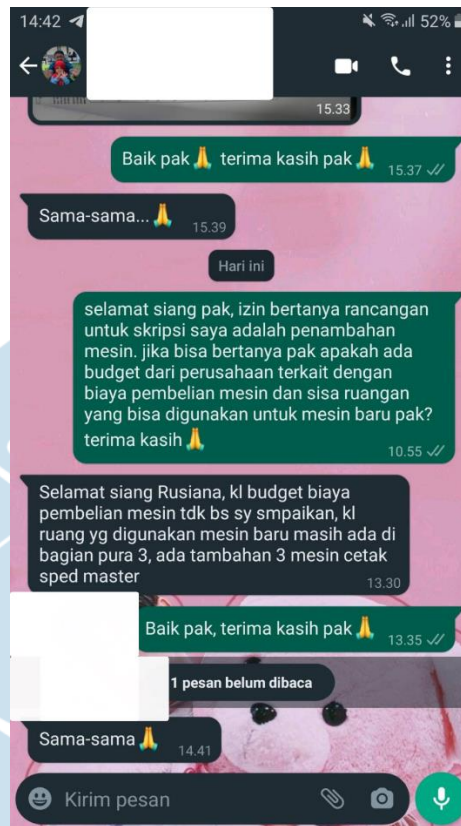 14:42
52%
15.33
Baik pak🙏 terima kasih pak🙏
15.37
Sama-sama...🙏
15.39
Hari ini
selamat siang pak, izin bertanya rancangan
untuk skripsi saya adalah penambahan
mesin. jika bisa bertanya pak apakah ada
budget dari perusahaan terkait dengan
biaya pembelian mesin dan sisa ruangan
yang bisa digunakan untuk mesin baru pak?
terima kasih🙏
10.55
Selamat siang Rusiana, kl budget biaya
pembelian mesin tdk bs sy smpaikan, kl
ruang yg digunakan mesin baru masih ada di
bagian pura 3, ada tambahan 3 mesin cetak
sped master
13.30
Baik pak, terima kasih pak🙏
13.35
1 pesan belum dibaca
Sama-sama🙏
14.41
Kirim pesan